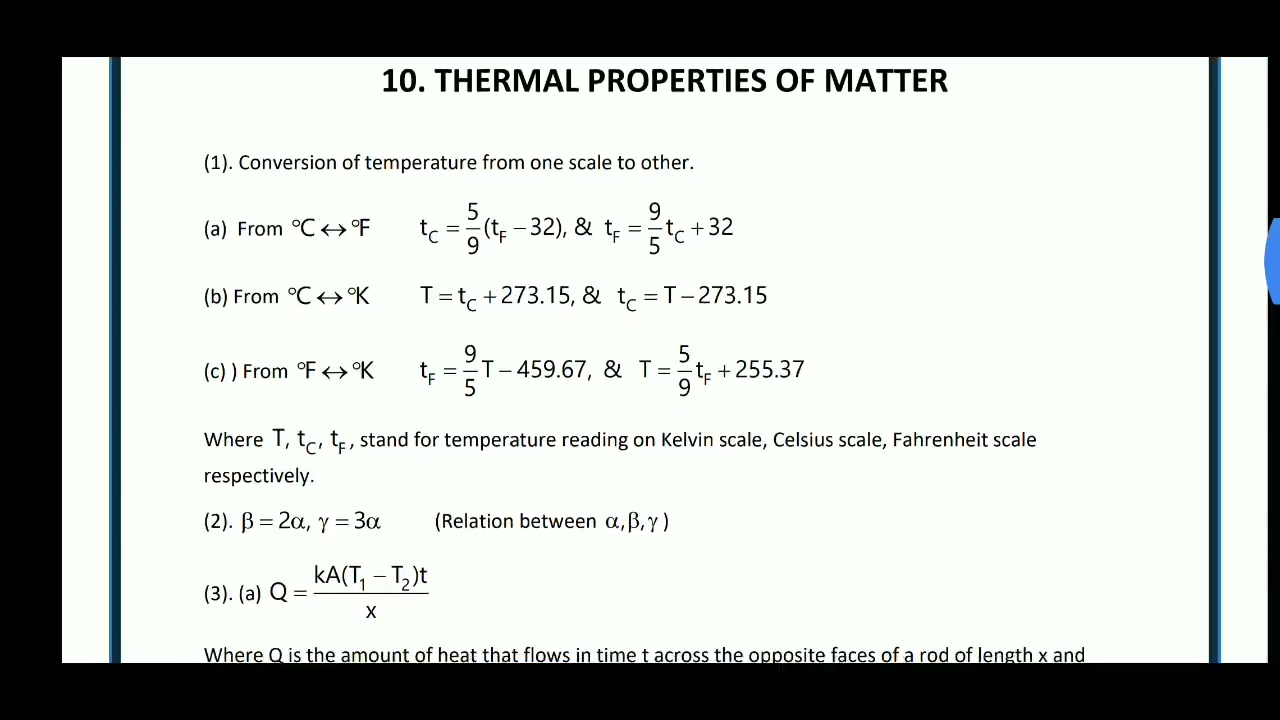 10. THERMAL PROPERTIES OF MATTER
(1). Conversion of temperature from one scale to other.
(a) From °C ↔ °F t_C = 5/9 (t_F − 32), & t_F = 9/5 t_C + 32
(b) From °C ↔ °K T = t_C + 273.15, & t_C = T − 273.15
(c) ) From °F ↔ °K t_F = 9/5 T − 459.67, & T = 5/9 t_F + 255.37
Where T, t_C, t_F, stand for temperature reading on Kelvin scale, Celsius scale, Fahrenheit scale
respectively.
(2). β = 2α, γ = 3α (Relation between α, β, γ )
(3). (a) Q = kA(T₁ − T₂)t / x
Where Q is the amount of heat that flows in time t across the opposite faces of a rod of length x and